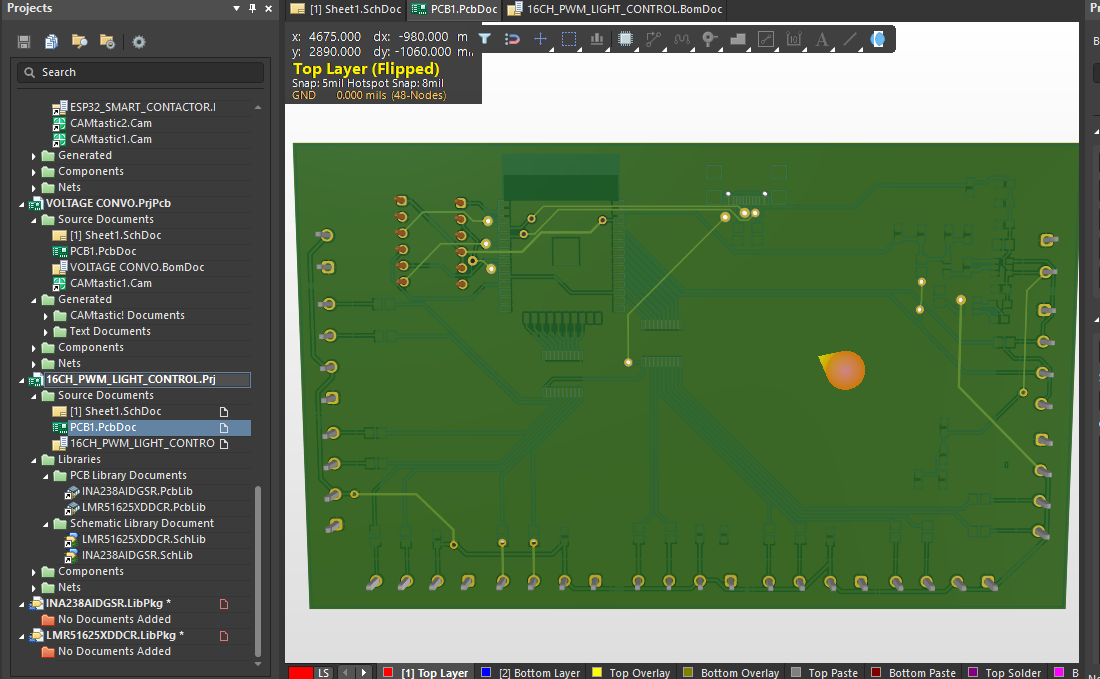 Projects
Search
ESP32_SMART_CONTACTOR.I
CAMtastic2.Cam
CAMtastic1.Cam
Generated
Components
Nets
VOLTAGE CONVO.PrjPcb
Source Documents
[1] Sheet1.SchDoc
PCB1.PcbDoc
VOLTAGE CONVO.BomDoc
CAMtastic1.Cam
Generated
CAMtastic! Documents
Text Documents
Components
Nets
16CH_PWM_LIGHT_CONTROL.Prj
Source Documents
[1] Sheet1.SchDoc
PCB1.PcbDoc
16CH_PWM_LIGHT_CONTRO
Libraries
PCB Library Documents
INA238AIDGSR.PcbLib
LMR51625XDDCR.PcbLib
Schematic Library Document
LMR51625XDDCR.SchLib
INA238AIDGSR.SchLib
Components
Nets
INA238AIDGSR.LibPkg *
No Documents Added
LMR51625XDDCR.LibPkg *
No Documents Added
[1] Sheet1.SchDoc
PCB1.PcbDoc
16CH_PWM_LIGHT_CONTROL.BomDoc
x: 4675.000 dx: -980.000 m
y: 2890.000 dy: -1060.000 m
Top Layer (Flipped)
Snap: 5mil Hotspot Snap: 8mil
GND 0.000 mils (48-Nodes)
LS
[1] Top Layer
[2] Bottom Layer
Top Overlay
Bottom Overlay
Top Paste
Bottom Paste
Top Solder
B